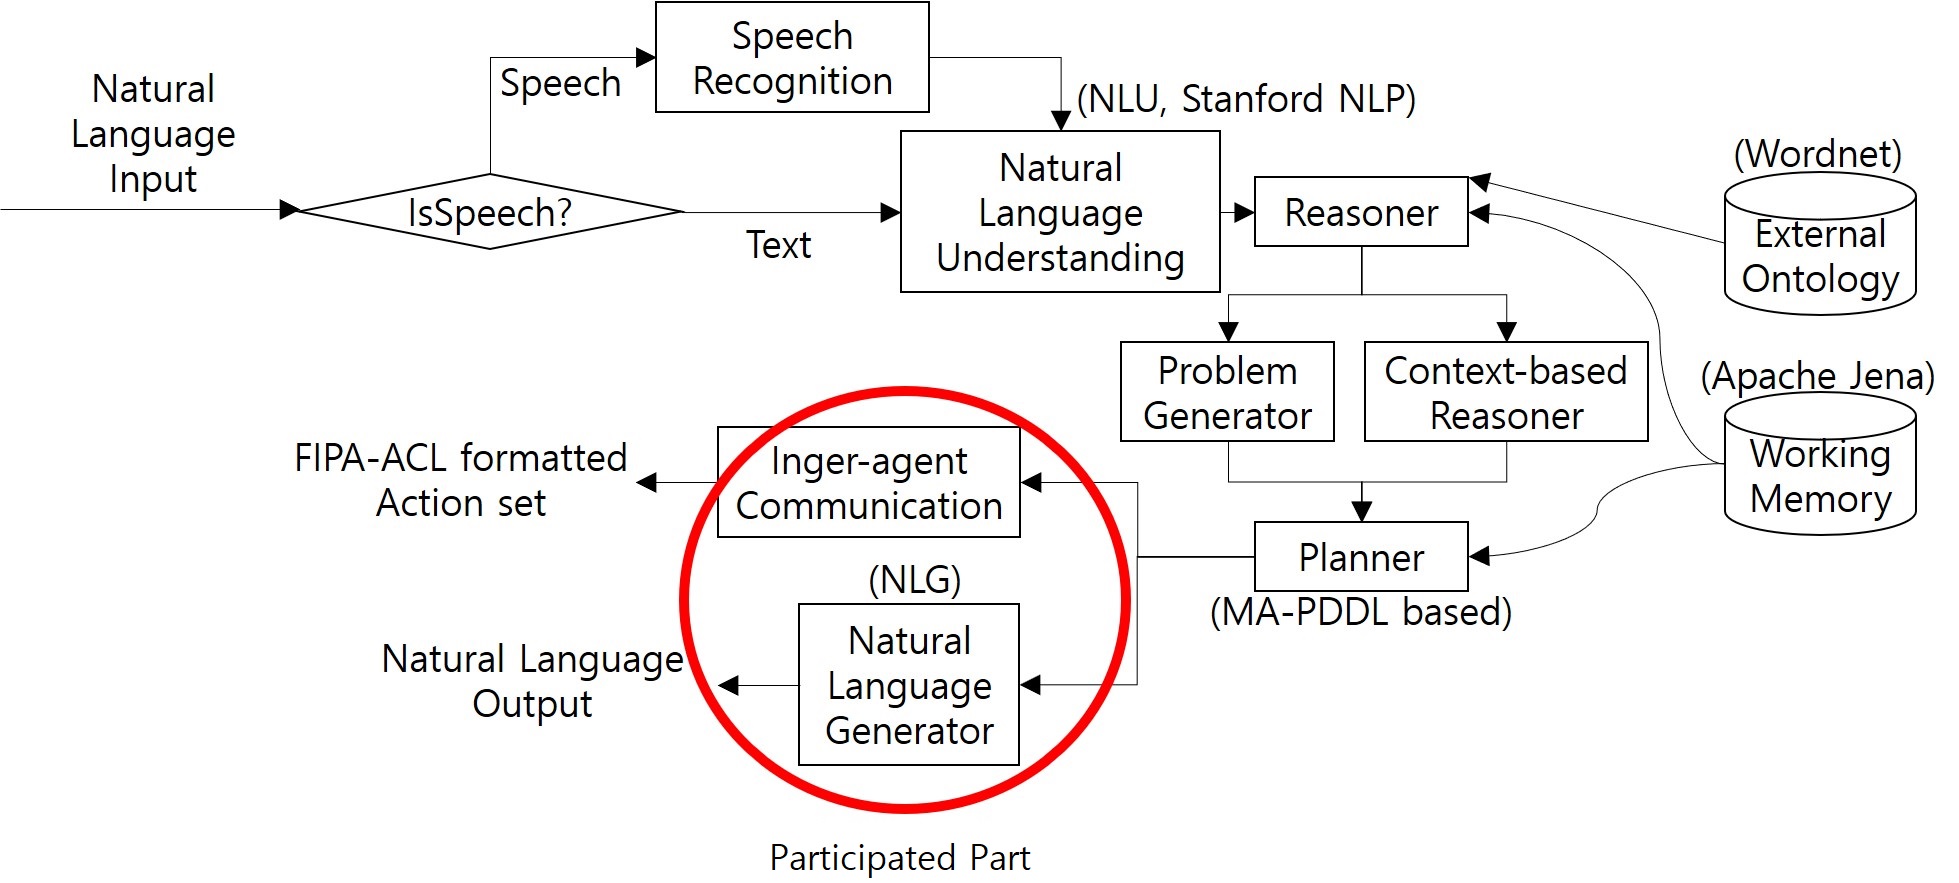 Speech
Recognition
Speech
Natural
Language
Input
(NLU, Stanford NLP)
IsSpeech?
Text
Natural
Language
Understanding
Reasoner
(Wordnet)
External
Ontology
Problem
Generator
Context-based
Reasoner
(Apache Jena)
Working
Memory
FIPA-ACL formatted
Action set
Inger-agent
Communication
Planner
(MA-PDDL based)
(NLG)
Natural
Language
Generator
Natural Language
Output
Participated Part